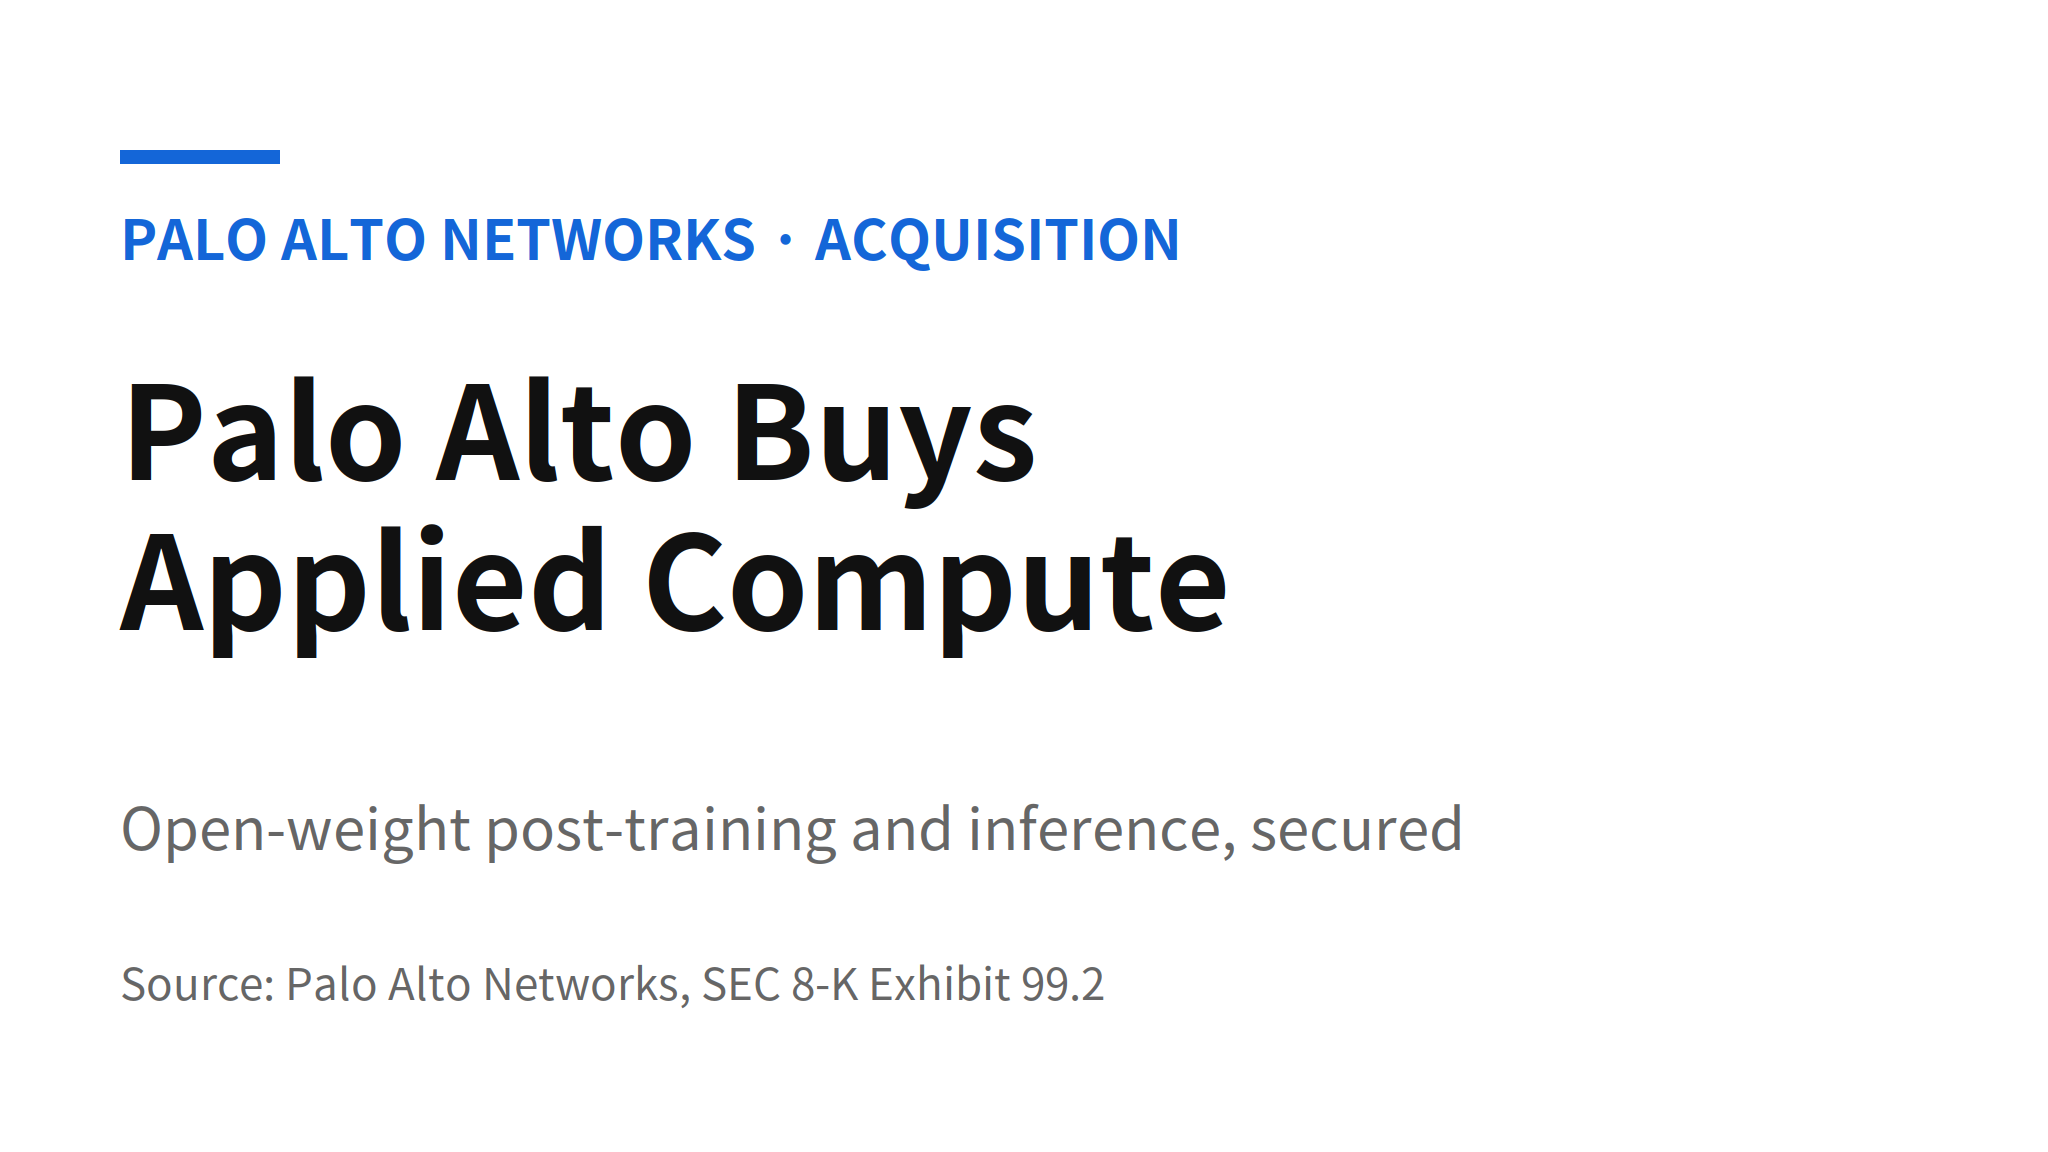 PALO ALTO NETWORKS · ACQUISITION
Palo Alto Buys
Applied Compute
Open-weight post-training and inference, secured
Source: Palo Alto Networks, SEC 8-K Exhibit 99.2